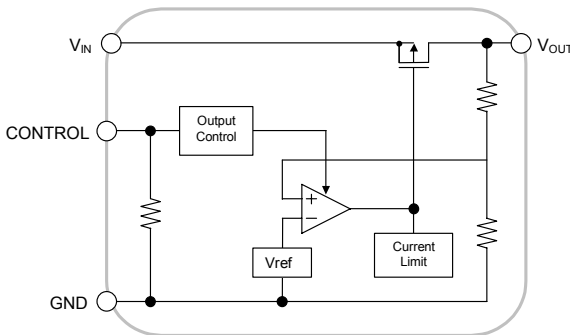 VIN
VOUT
CONTROL
Output
Control
+
−
Vref
Current
Limit
GND